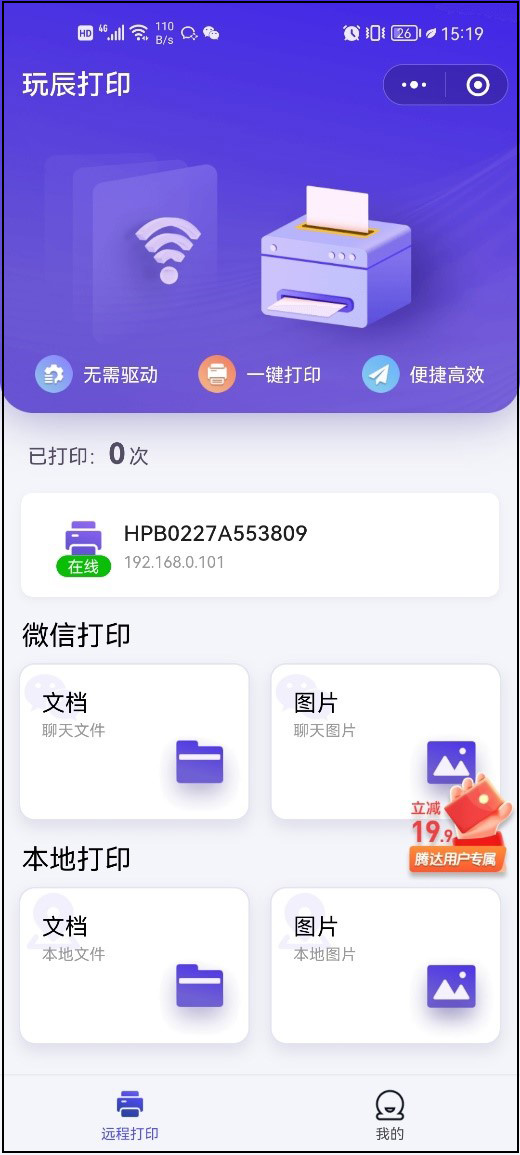 HD 4G 110 B/s 26 15:19
玩辰打印
无需驱动 一键打印 便捷高效
已打印: 0次
HPB0227A553809
在线 192.168.0.101
微信打印
文档 图片
聊天文件 聊天图片
立减
19.9
腾达用户专属
本地打印
文档 图片
本地文件 本地图片
远程打印 我的